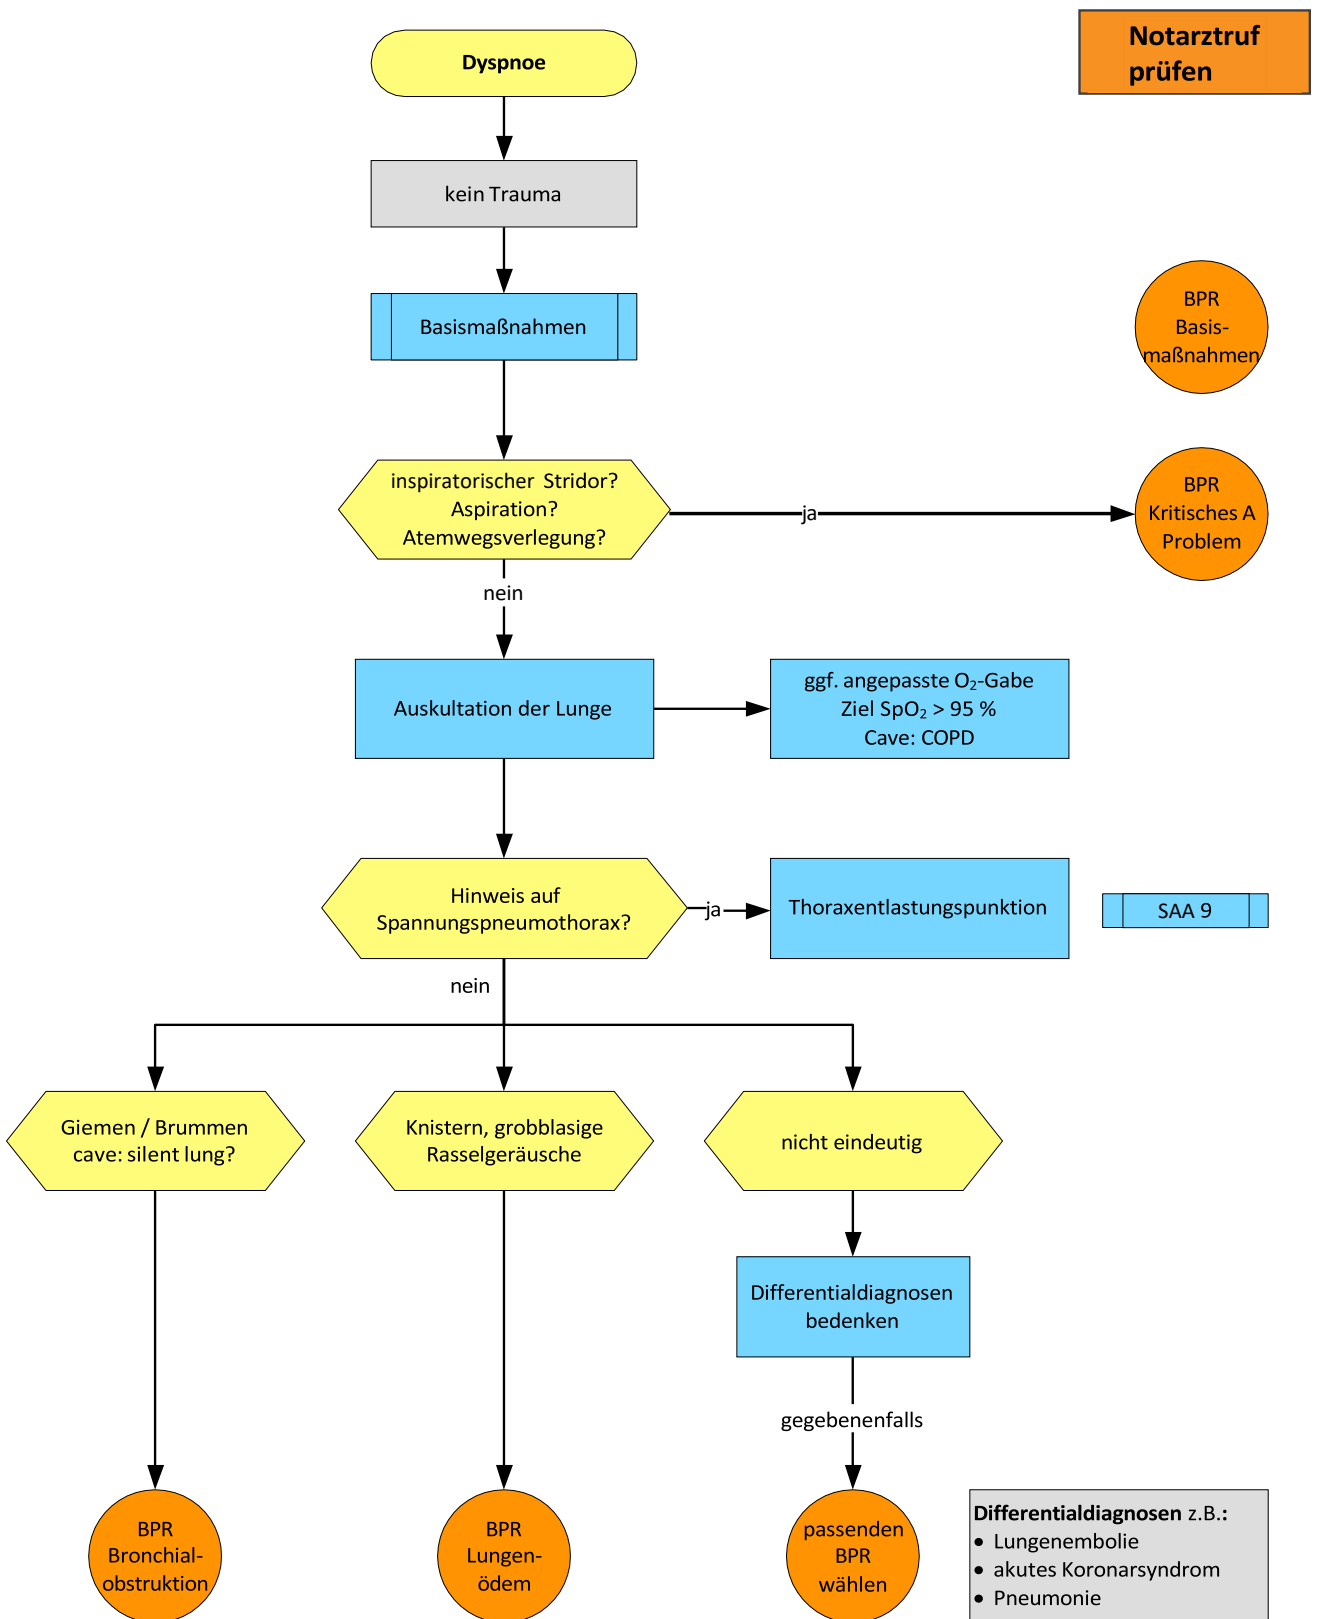 Dyspnoe
Notarztruf
prüfen
kein Trauma
Basismaßnahmen
BPR
Basis-
maßnahmen
inspiratorischer Stridor?
Aspiration?
Atemwegsverlegung?
ja
BPR
Kritisches A
Problem
nein
Auskultation der Lunge
ggf. angepasste O₂-Gabe
Ziel SpO₂ > 95 %
Cave: COPD
Hinweis auf
Spannungspneumothorax?
ja
Thoraxentlastungspunktion
SAA 9
nein
Giemen / Brummen
cave: silent lung?
Knistern, grobblasige
Rasselgeräusche
nicht eindeutig
Differentialdiagnosen
bedenken
gegebenenfalls
BPR
Bronchial-
obstruktion
BPR
Lungen-
ödem
passenden
BPR
wählen
Differentialdiagnosen z.B.:
• Lungenembolie
• akutes Koronarsyndrom
• Pneumonie